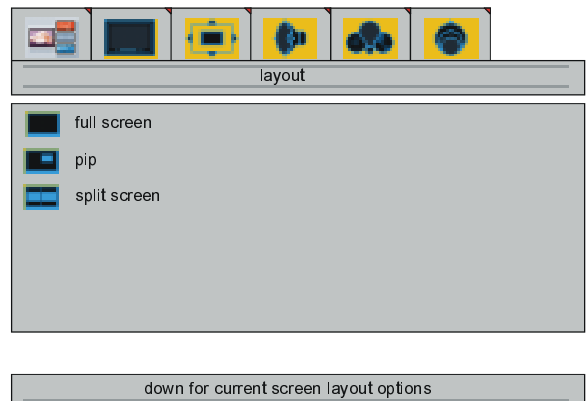 layout
full screen
pip
split screen
down for current screen layout options